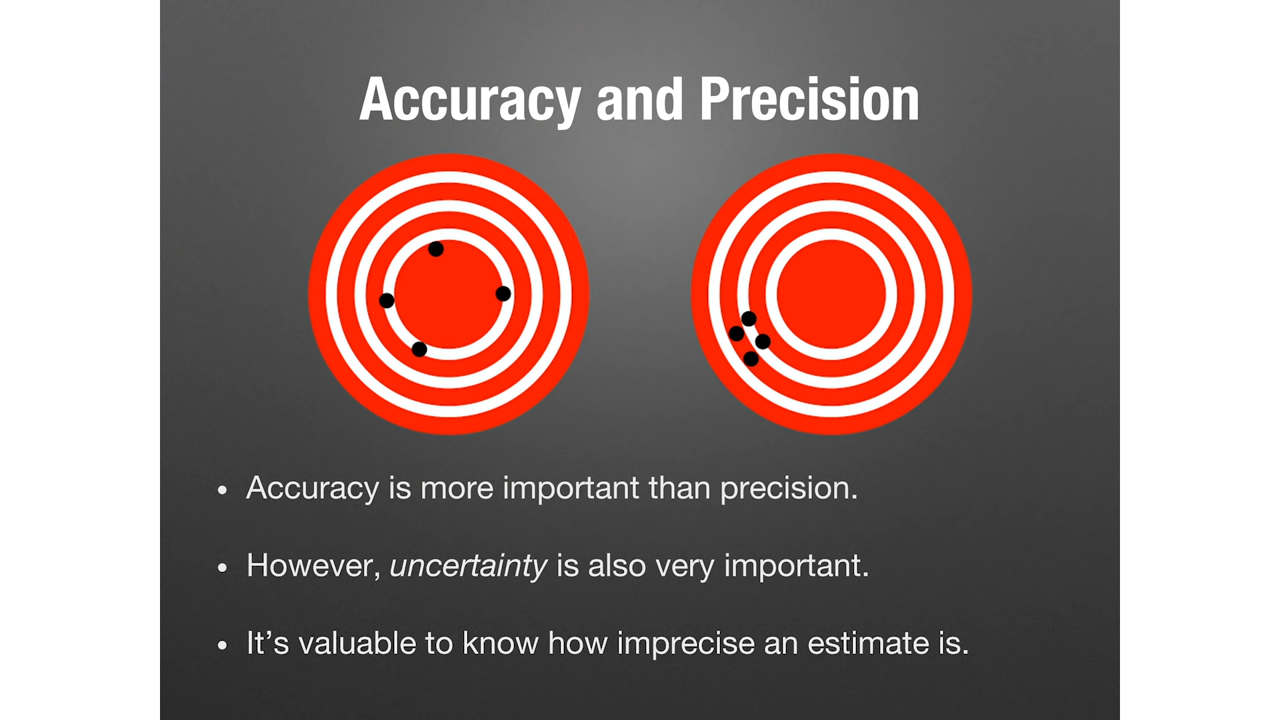 Accuracy and Precision
• Accuracy is more important than precision.
• However, uncertainty is also very important.
• It’s valuable to know how imprecise an estimate is.